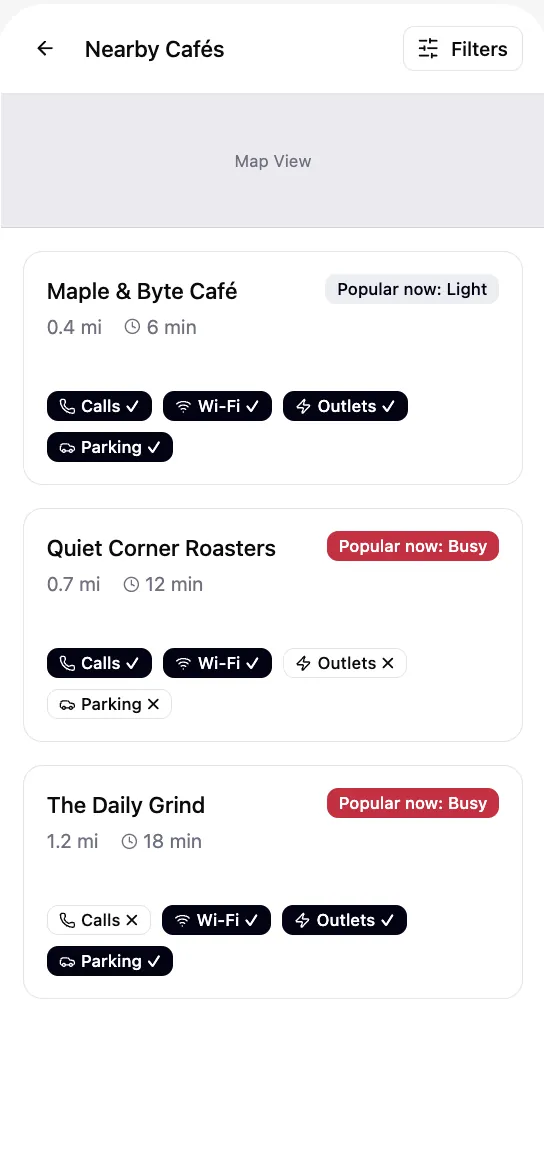 Nearby Cafés
Filters
Map View
Maple & Byte Café
Popular now: Light
0.4 mi 6 min
Calls ✓ Wi-Fi ✓ Outlets ✓
Parking ✓
Quiet Corner Roasters
Popular now: Busy
0.7 mi 12 min
Calls ✓ Wi-Fi ✓ Outlets ✕
Parking ✕
The Daily Grind
Popular now: Busy
1.2 mi 18 min
Calls ✕ Wi-Fi ✓ Outlets ✓
Parking ✓